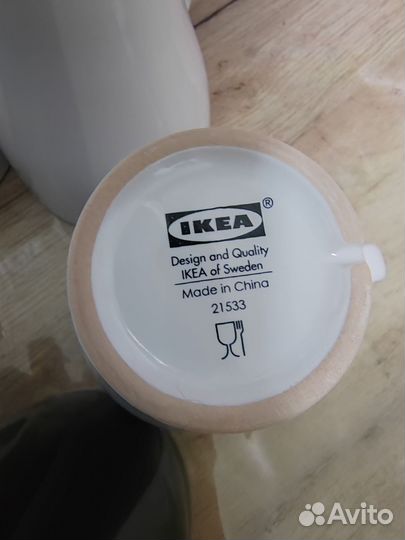 IKEA®
Design and Quality
IKEA of Sweden
Made in China
21533
Avito